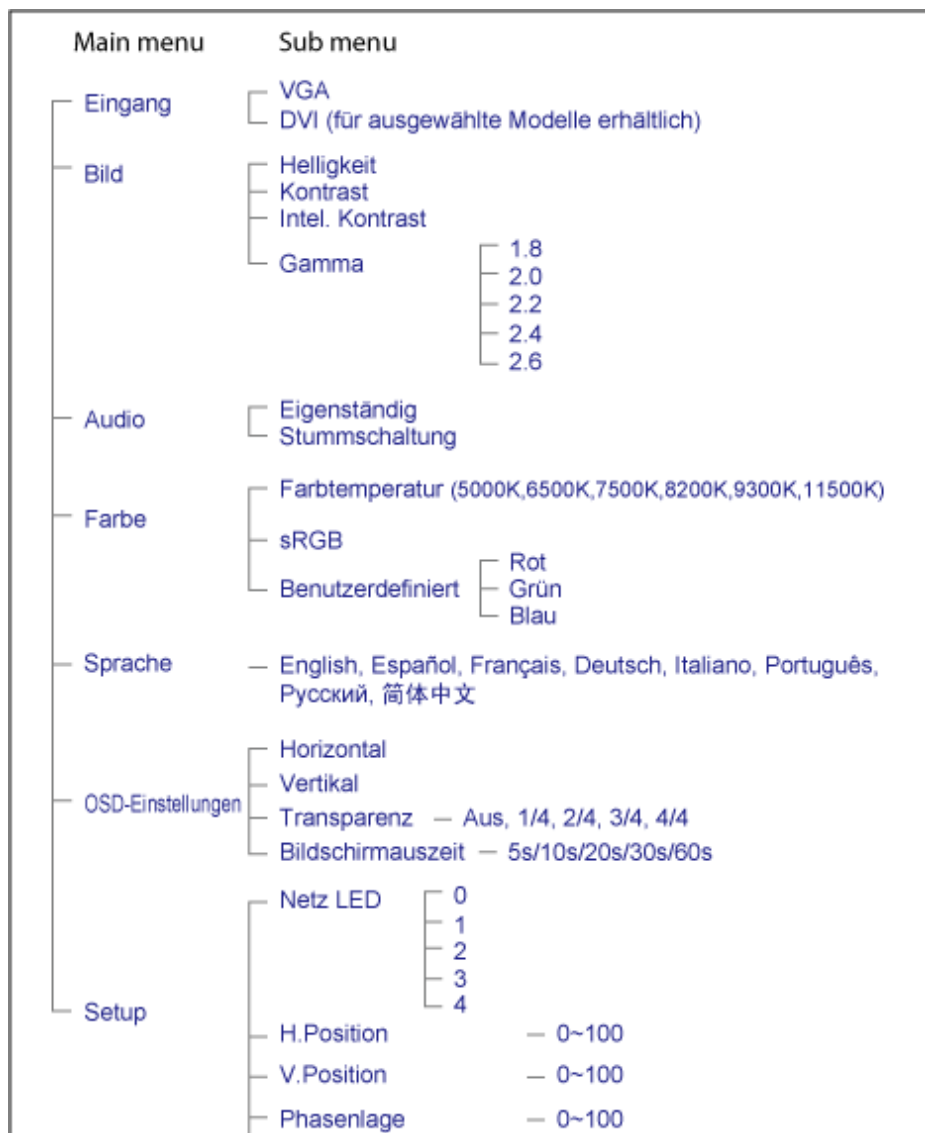 Main menu Sub menu
Eingang
VGA
DVI (für ausgewählte Modelle erhältlich)
Bild
Helligkeit
Kontrast
Intel. Kontrast
Gamma
1.8
2.0
2.2
2.4
2.6
Audio
Eigenständig
Stummschaltung
Farbe
Farbtemperatur (5000K,6500K,7500K,8200K,9300K,11500K)
sRGB
Benutzerdefiniert
Rot
Grün
Blau
Sprache
English, Español, Français, Deutsch, Italiano, Português,
Русский, 简体中文
OSD-Einstellungen
Horizontal
Vertikal
Transparenz — Aus, 1/4, 2/4, 3/4, 4/4
Bildschirmauszeit — 5s/10s/20s/30s/60s
Setup
Netz LED
0
1
2
3
4
H.Position — 0~100
V.Position — 0~100
Phasenlage — 0~100